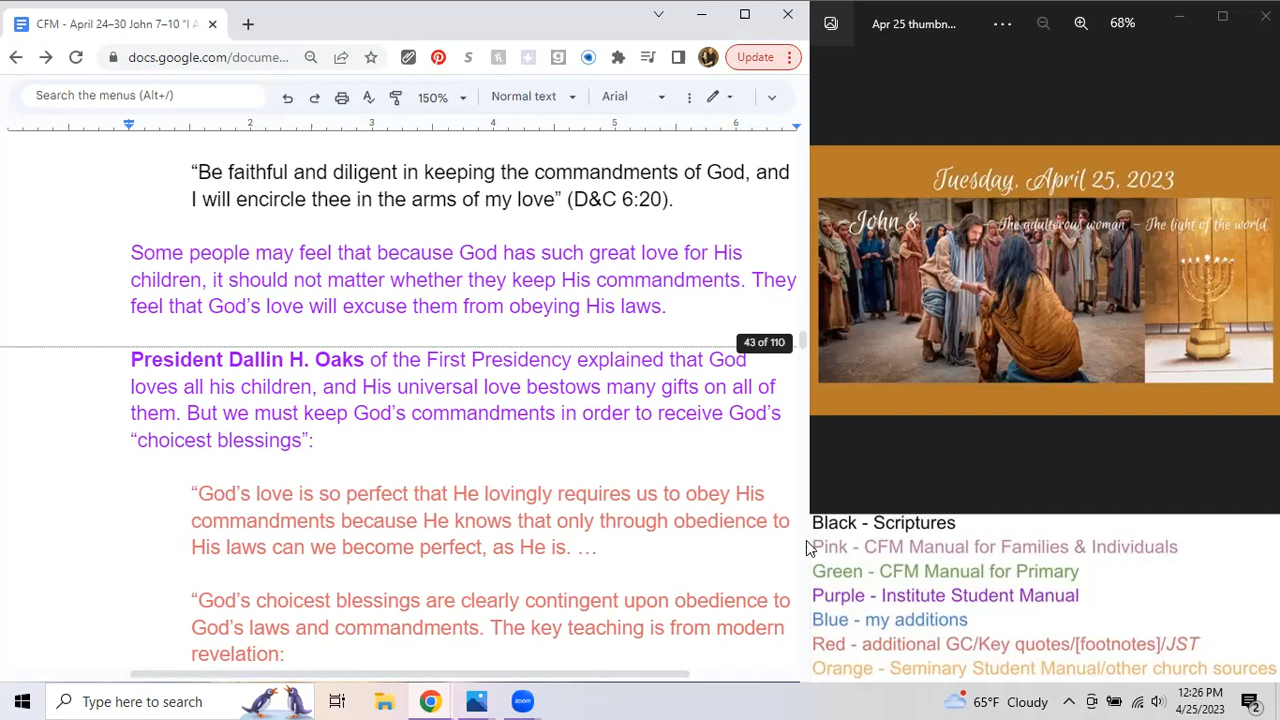 CFM - April 24–30 John 7–10 "I A
docs.google.com/docume...
Update
Search the menus (Alt+/)
150%
Normal text
Arial
2
3
4
5
6
“Be faithful and diligent in keeping the commandments of God, and
I will encircle thee in the arms of my love” (D&C 6:20).
Some people may feel that because God has such great love for His
children, it should not matter whether they keep His commandments. They
feel that God’s love will excuse them from obeying His laws.
43 of 110
President Dallin H. Oaks of the First Presidency explained that God
loves all his children, and His universal love bestows many gifts on all of
them. But we must keep God’s commandments in order to receive God’s
“choicest blessings”:
“God’s love is so perfect that He lovingly requires us to obey His
commandments because He knows that only through obedience to
His laws can we become perfect, as He is. …
“God’s choicest blessings are clearly contingent upon obedience to
God’s laws and commandments. The key teaching is from modern
revelation:
Apr 25 thumbn...
68%
Tuesday, April 25, 2023
John 8 - The adulterous woman - The light of the world
Black - Scriptures
Pink - CFM Manual for Families & Individuals
Green - CFM Manual for Primary
Purple - Institute Student Manual
Blue - my additions
Red - additional GC/Key quotes/[footnotes]/JST
Orange - Seminary Student Manual/other church sources
Type here to search
65°F Cloudy
12:26 PM
4/25/2023
2